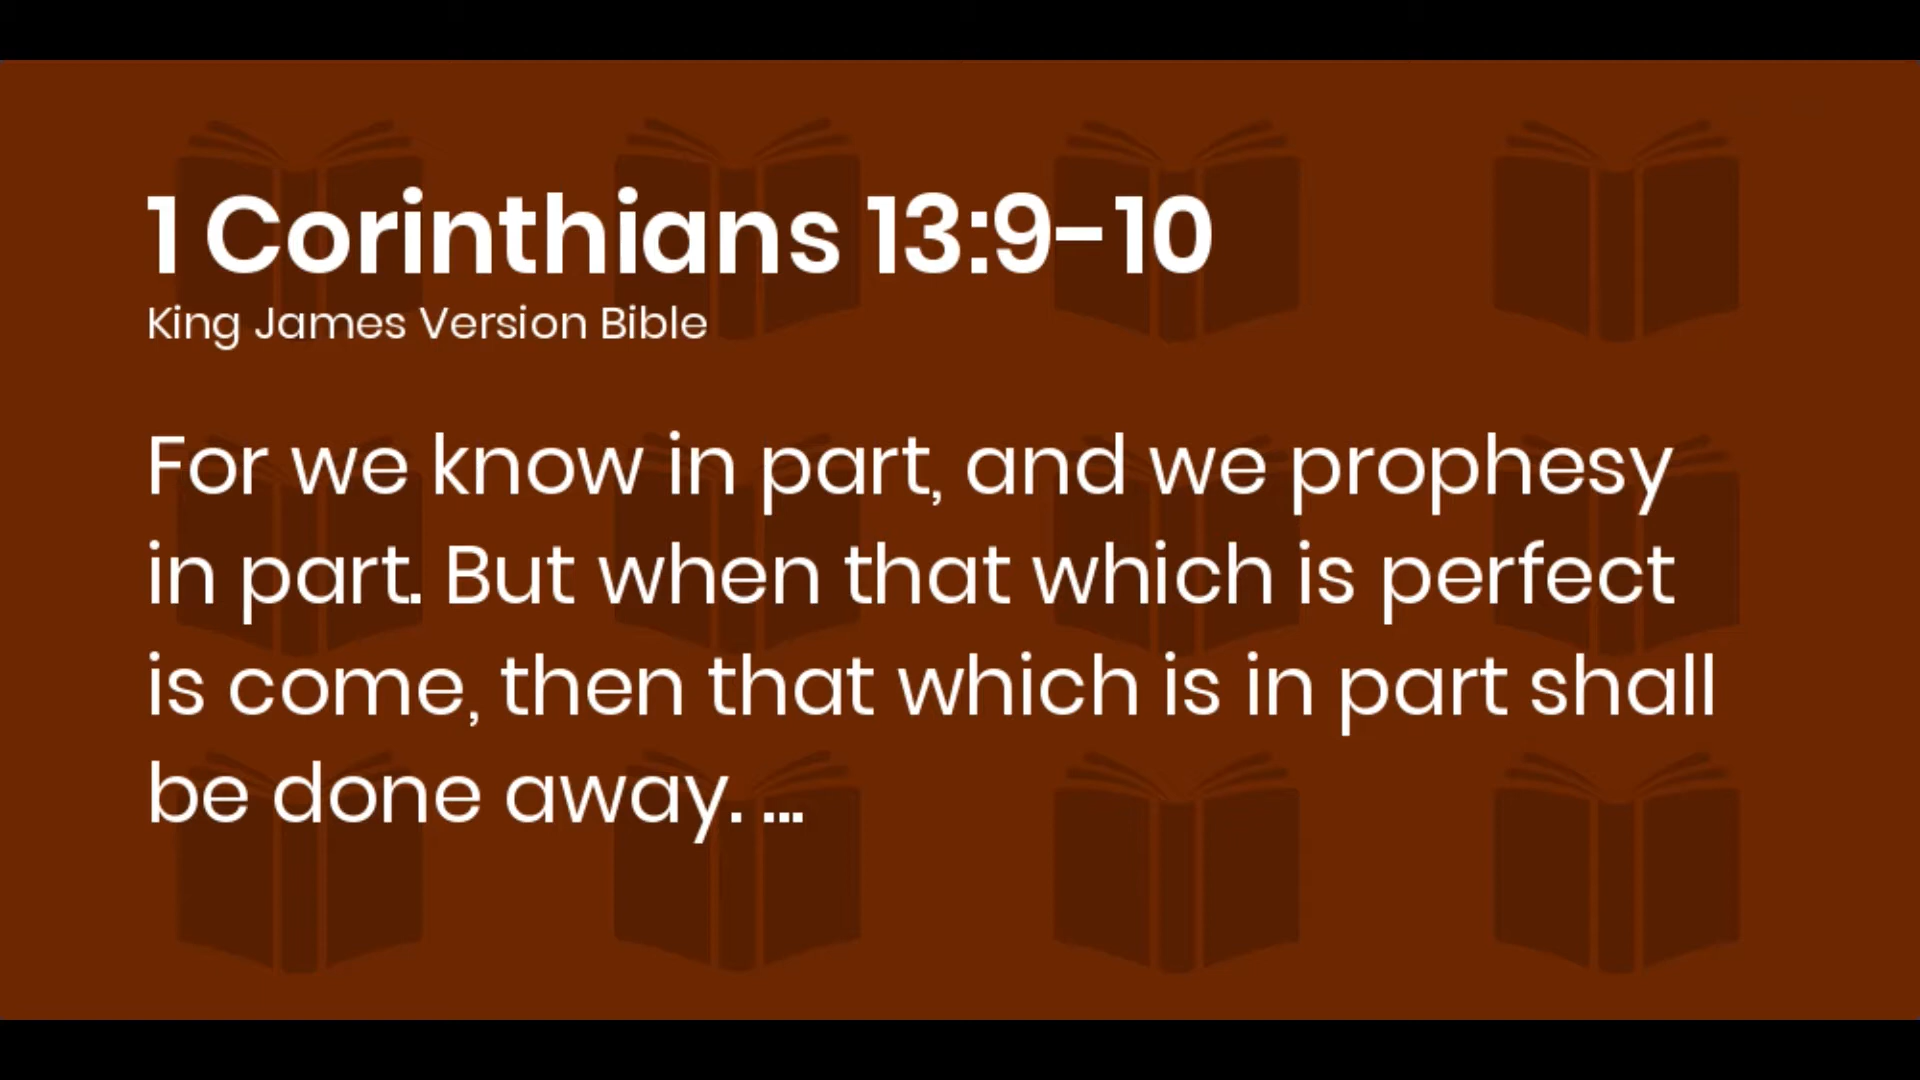 1 Corinthians 13:9–10
King James Version Bible
For we know in part, and we prophesy
in part. But when that which is perfect
is come, then that which is in part shall
be done away. ...